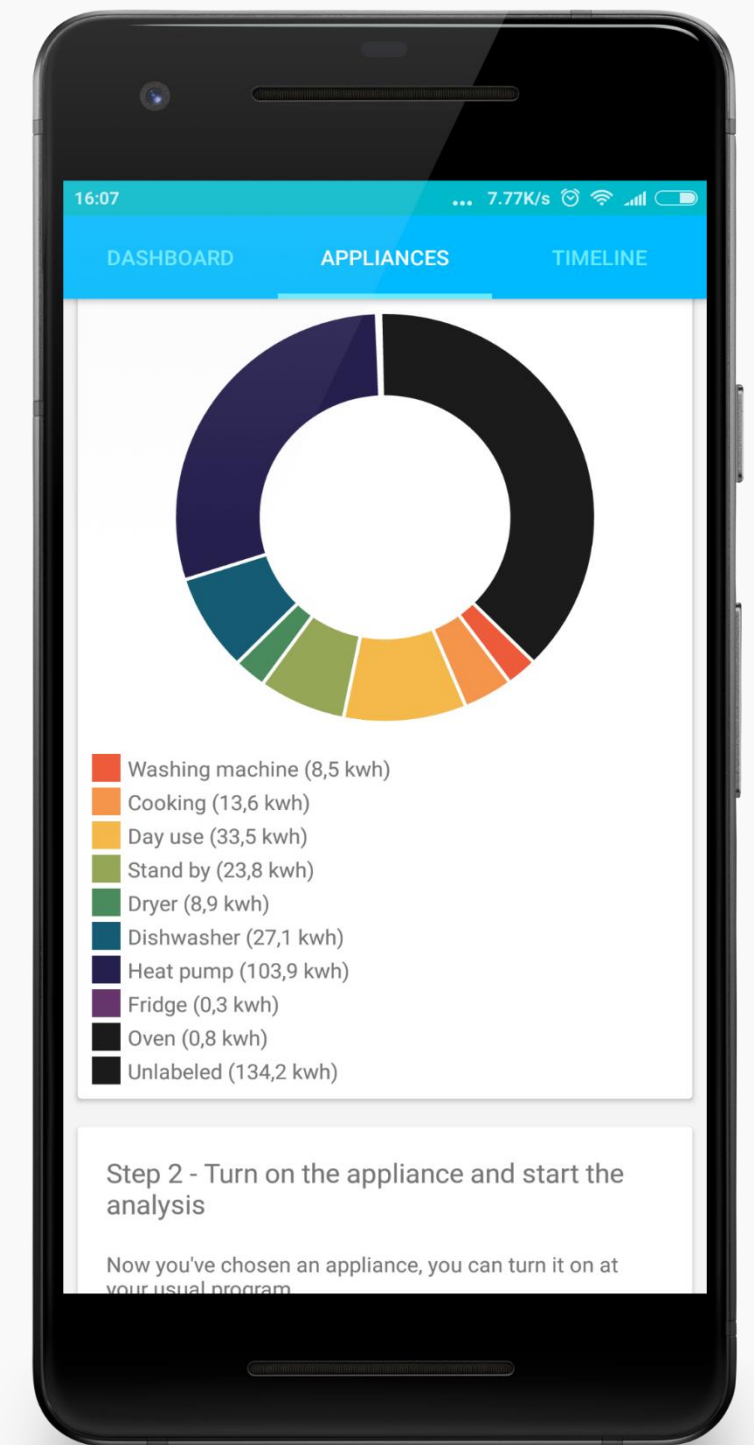 16:07
... 7.77K/s
DASHBOARD APPLIANCES TIMELINE
Washing machine (8,5 kwh)
Cooking (13,6 kwh)
Day use (33,5 kwh)
Stand by (23,8 kwh)
Dryer (8,9 kwh)
Dishwasher (27,1 kwh)
Heat pump (103,9 kwh)
Fridge (0,3 kwh)
Oven (0,8 kwh)
Unlabeled (134,2 kwh)
Step 2 - Turn on the appliance and start the
analysis
Now you've chosen an appliance, you can turn it on at
your usual program